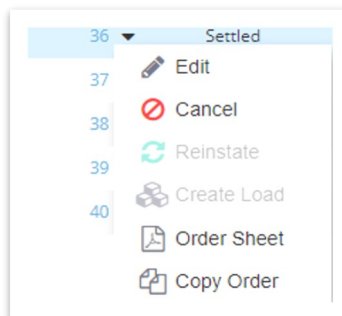 36 Settled
Edit
37
Cancel
38
Reinstate
39
Create Load
40
Order Sheet
Copy Order